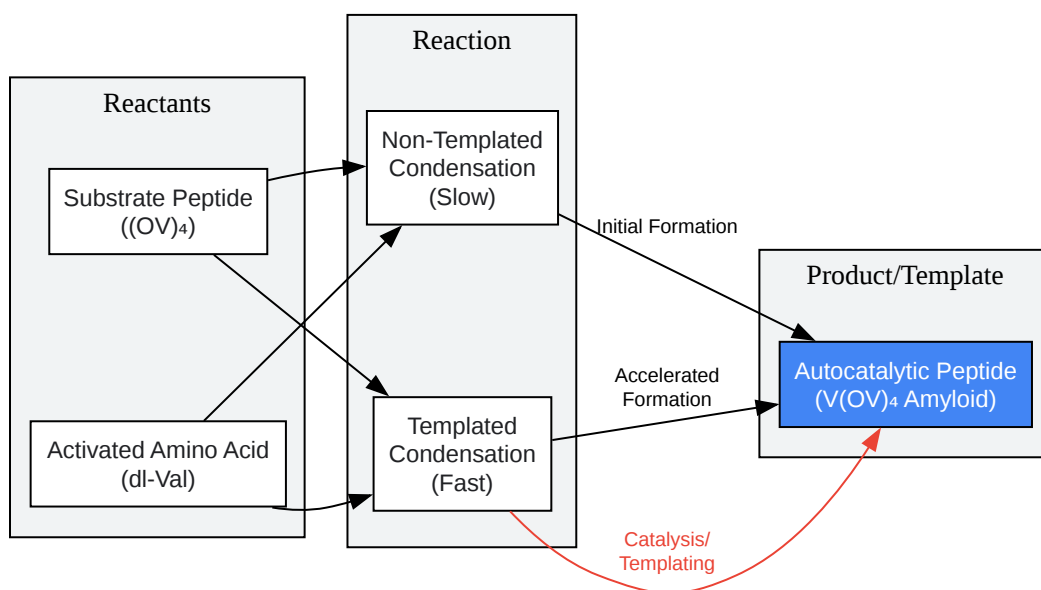 Reactants
Substrate Peptide
((OV)₄)
Activated Amino Acid
(dl-Val)
Reaction
Non-Templated
Condensation
(Slow)
Templated
Condensation
(Fast)
Initial Formation
Accelerated
Formation
Catalysis/
Templating
Product/Template
Autocatalytic Peptide
(V(OV)₄ Amyloid)